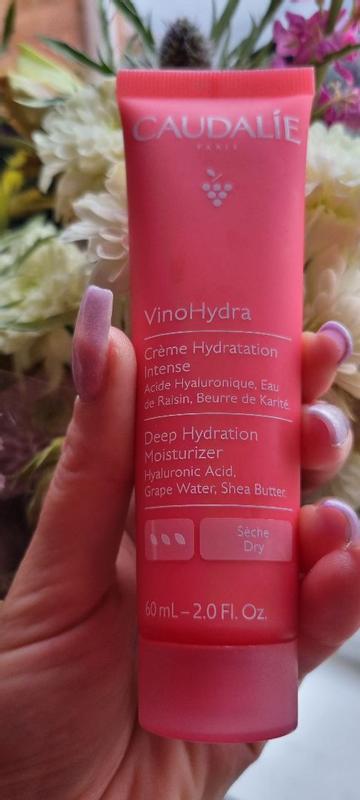 CAUDALÍE
PARIS
VinoHydra
Crème Hydratation
Intense
Acide Hyaluronique, Eau
de Raisin, Beurre de Karité.
Deep Hydration
Moisturizer
Hyaluronic Acid,
Grape Water, Shea Butter.
Sèche
Dry
60 mL – 2.0 Fl. Oz.